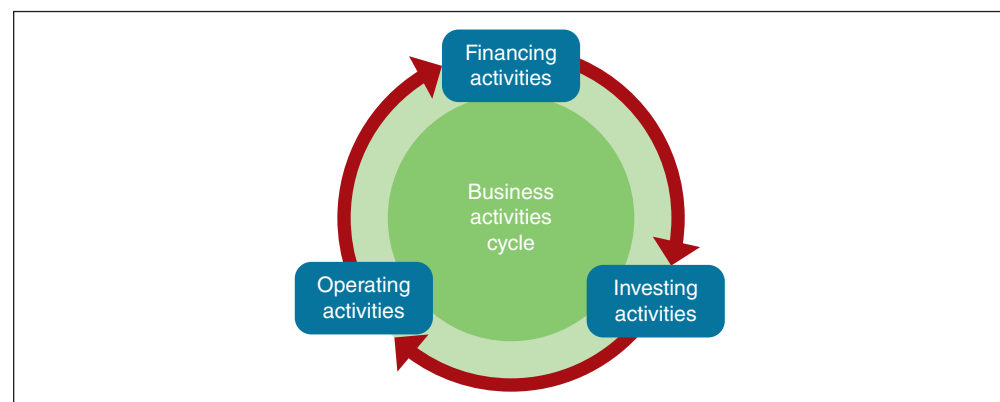 Financing
activities
Business
activities
cycle
Operating
activities
Investing
activities